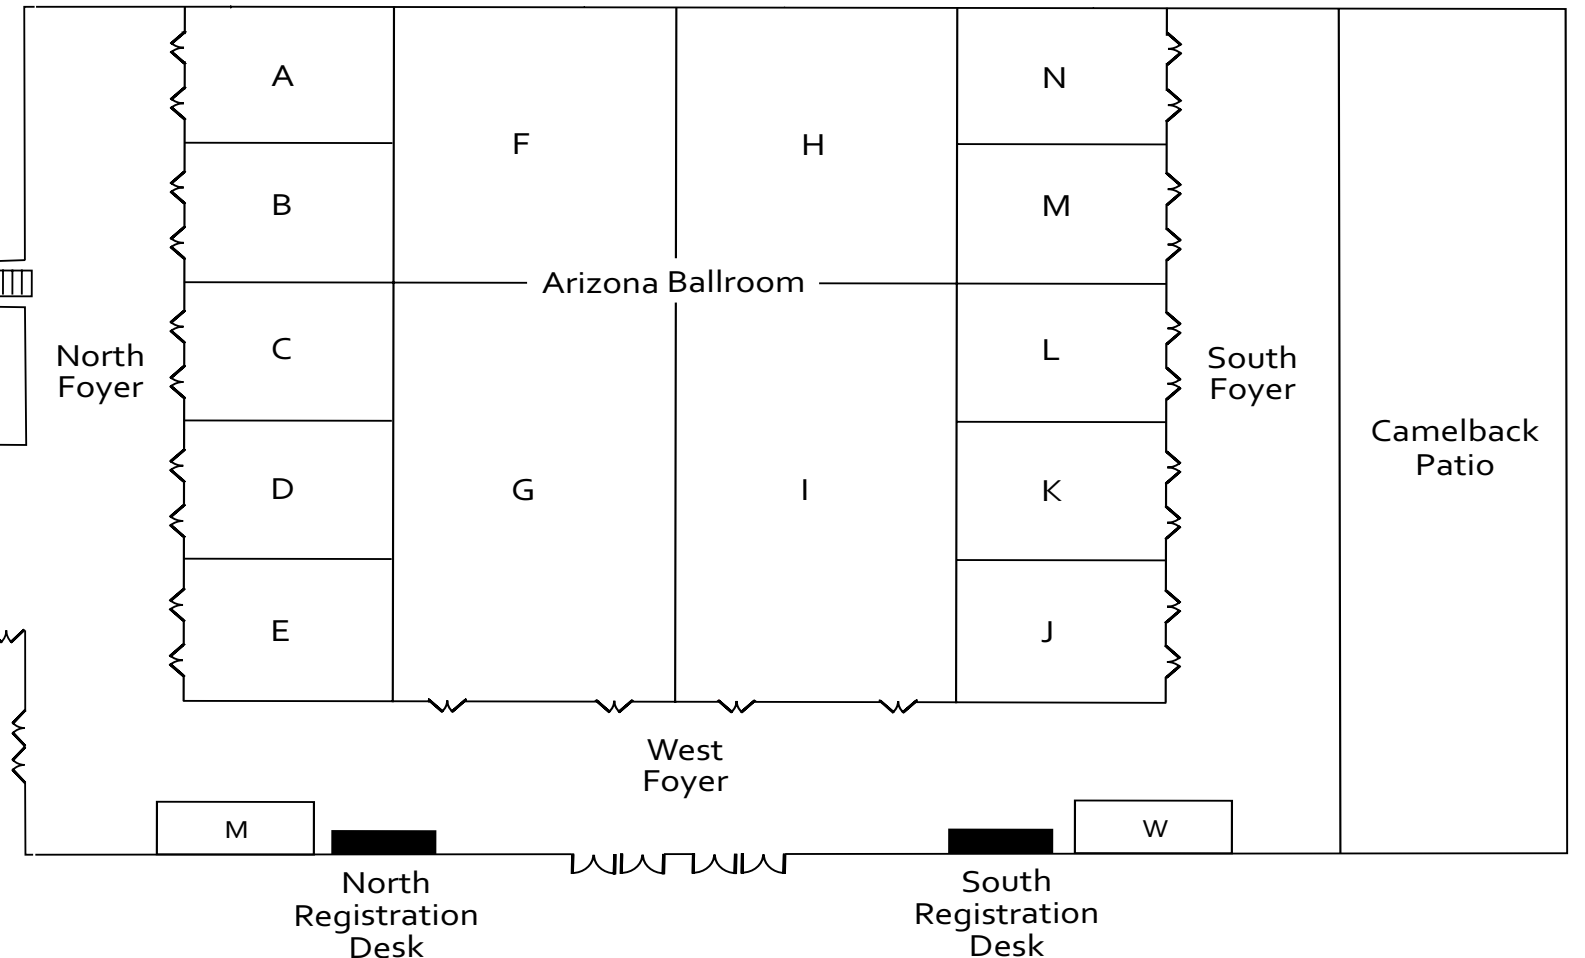 A
N
F
H
B
M
Arizona Ballroom
C
L
North
Foyer
South
Foyer
Camelback
Patio
D
G
I
K
E
J
West
Foyer
M
W
North
Registration
Desk
South
Registration
Desk